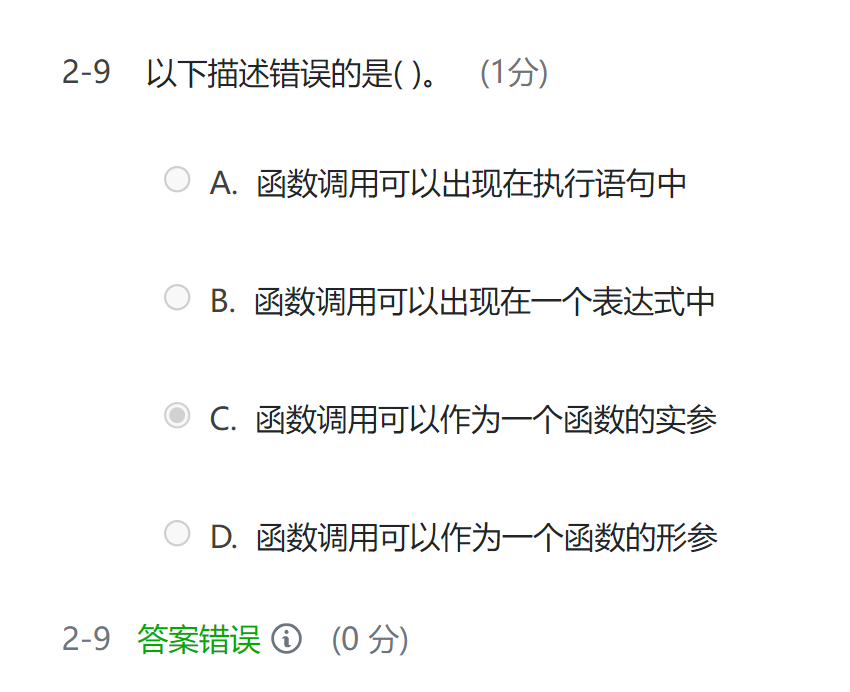 2-9 以下描述错误的是( )。 (1分)
A. 函数调用可以出现在执行语句中
B. 函数调用可以出现在一个表达式中
C. 函数调用可以作为一个函数的实参
D. 函数调用可以作为一个函数的形参
2-9 答案错误 (0 分)